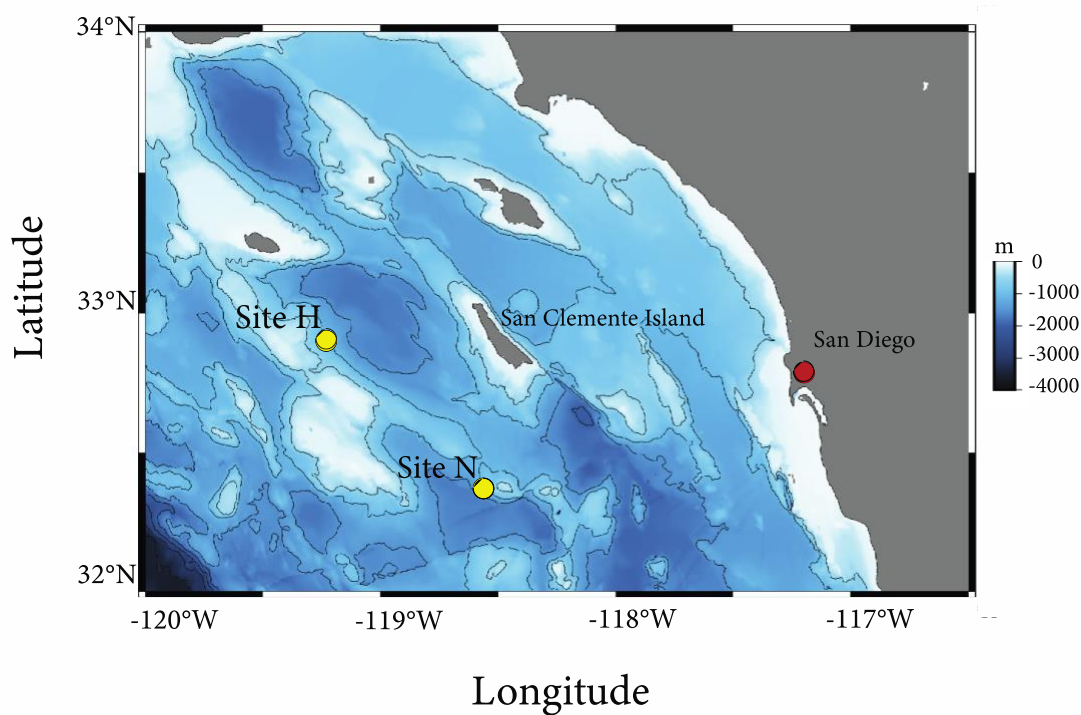 34°N
33°N
32°N
Latitude
Site H
San Clemente Island
San Diego
Site N
m
0
-1000
-2000
-3000
-4000
-120°W
-119°W
-118°W
-117°W
Longitude